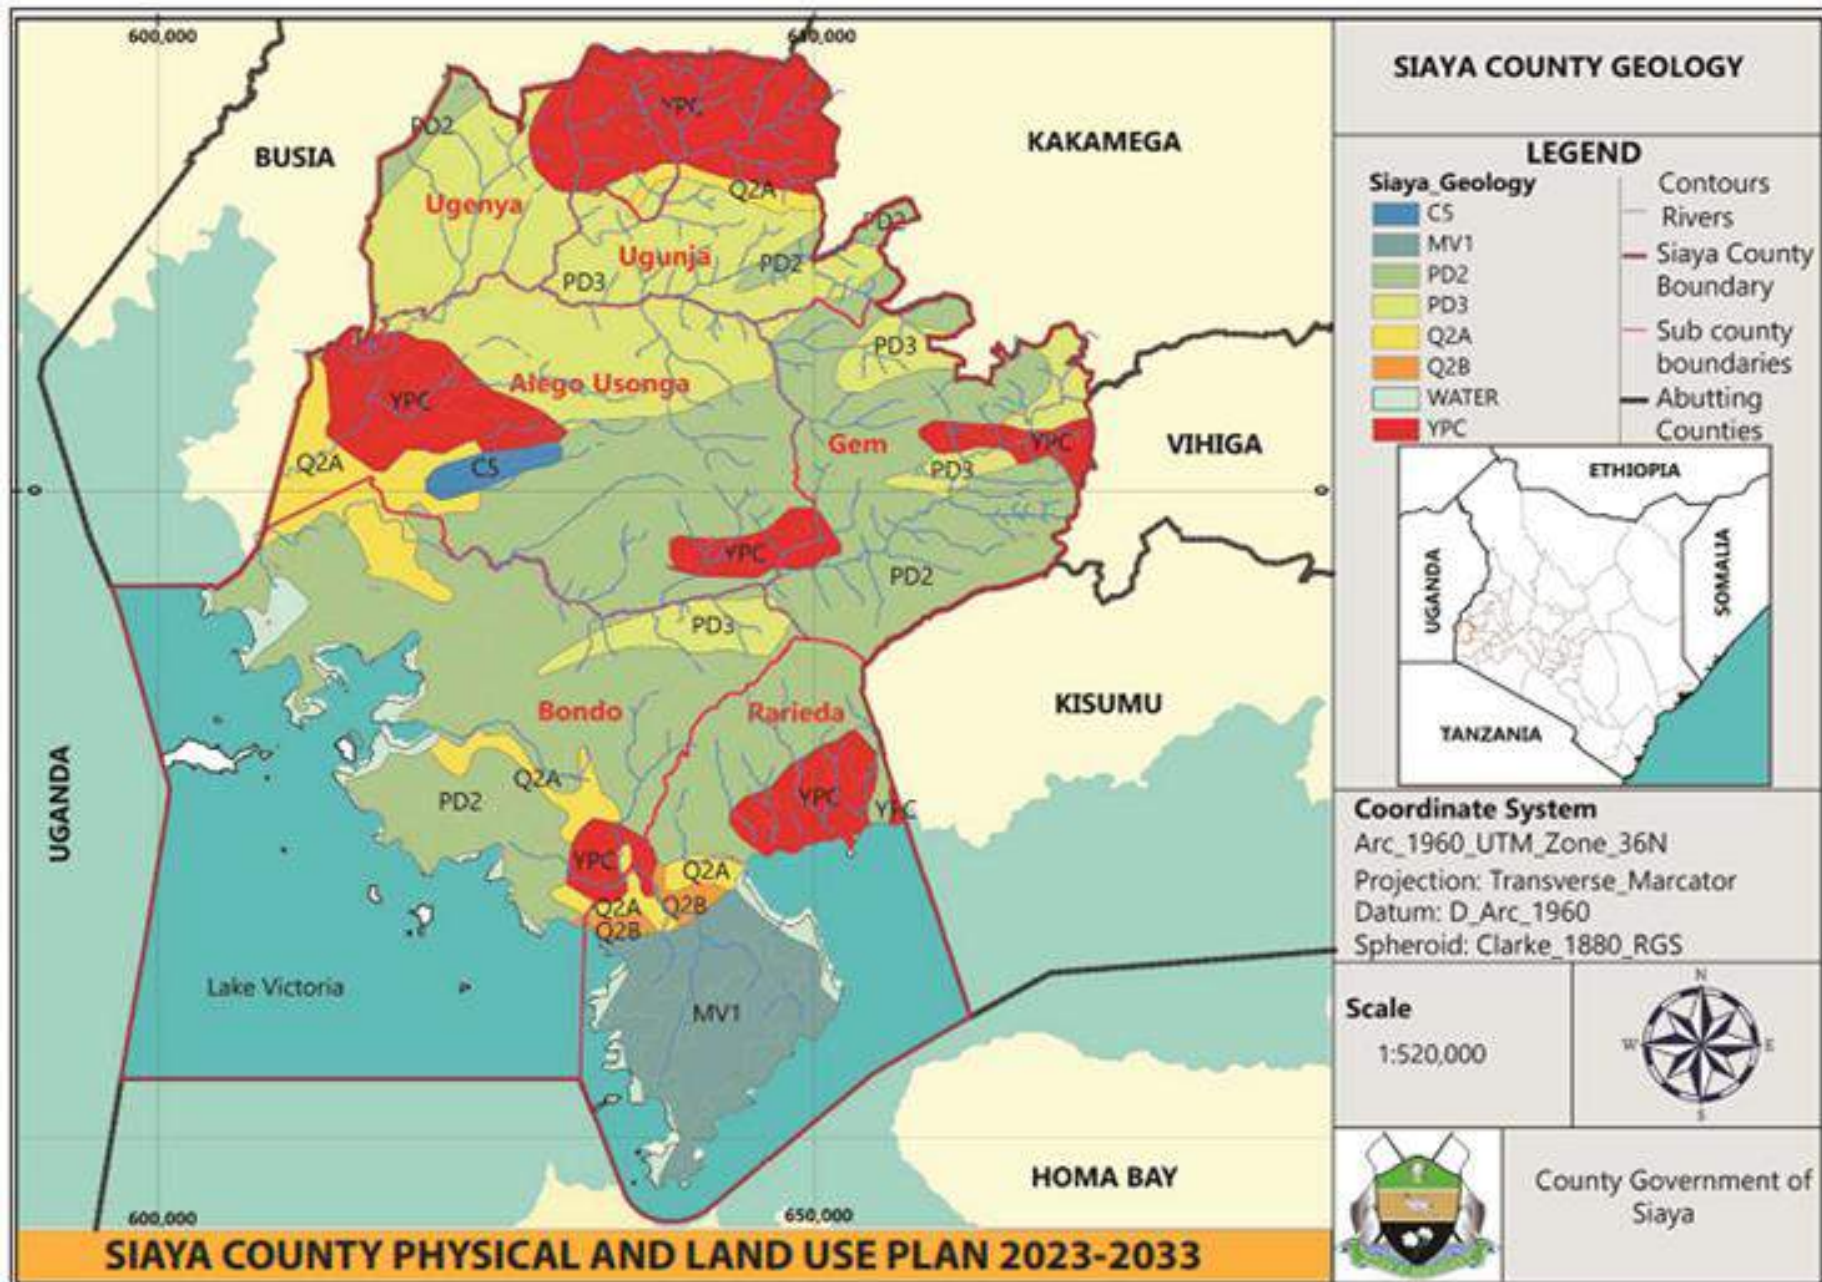 600,000
SIAYA COUNTY GEOLOGY
LEGEND
Siaya_Geology
C5
MV1
PD2
PD3
Q2A
Q2B
WATER
YPC
Contours
Rivers
Siaya County
Boundary
Sub county
boundaries
Abutting
Counties
ETHIOPIA
UGANDA
SOMALIA
TANZANIA
Coordinate System
Arc_1960_UTM_Zone_36N
Projection: Transverse_Marcator
Datum: D_Arc_1960
Spheroid: Clarke_1880_RGS
Scale
1:520,000
N
W
E
S
County Government of
Siaya
YPC
PD2
BUSIA
KAKAMEGA
Q2A
Ugenya
PD2
Ugunja
PD2
PD3
PD3
Alego Usonga
YPC
Gem
YPC
VIHIGA
Q2A
C5
PD3
0
0
YPC
PD2
PD3
Bondo
Rarieda
KISUMU
UGANDA
Q2A
PD2
YPC
YPC
YPC
Q2A
Q2A
Q2B
Q2B
Lake Victoria
MV1
HOMA BAY
600,000
650,000
SIAYA COUNTY PHYSICAL AND LAND USE PLAN 2023-2033